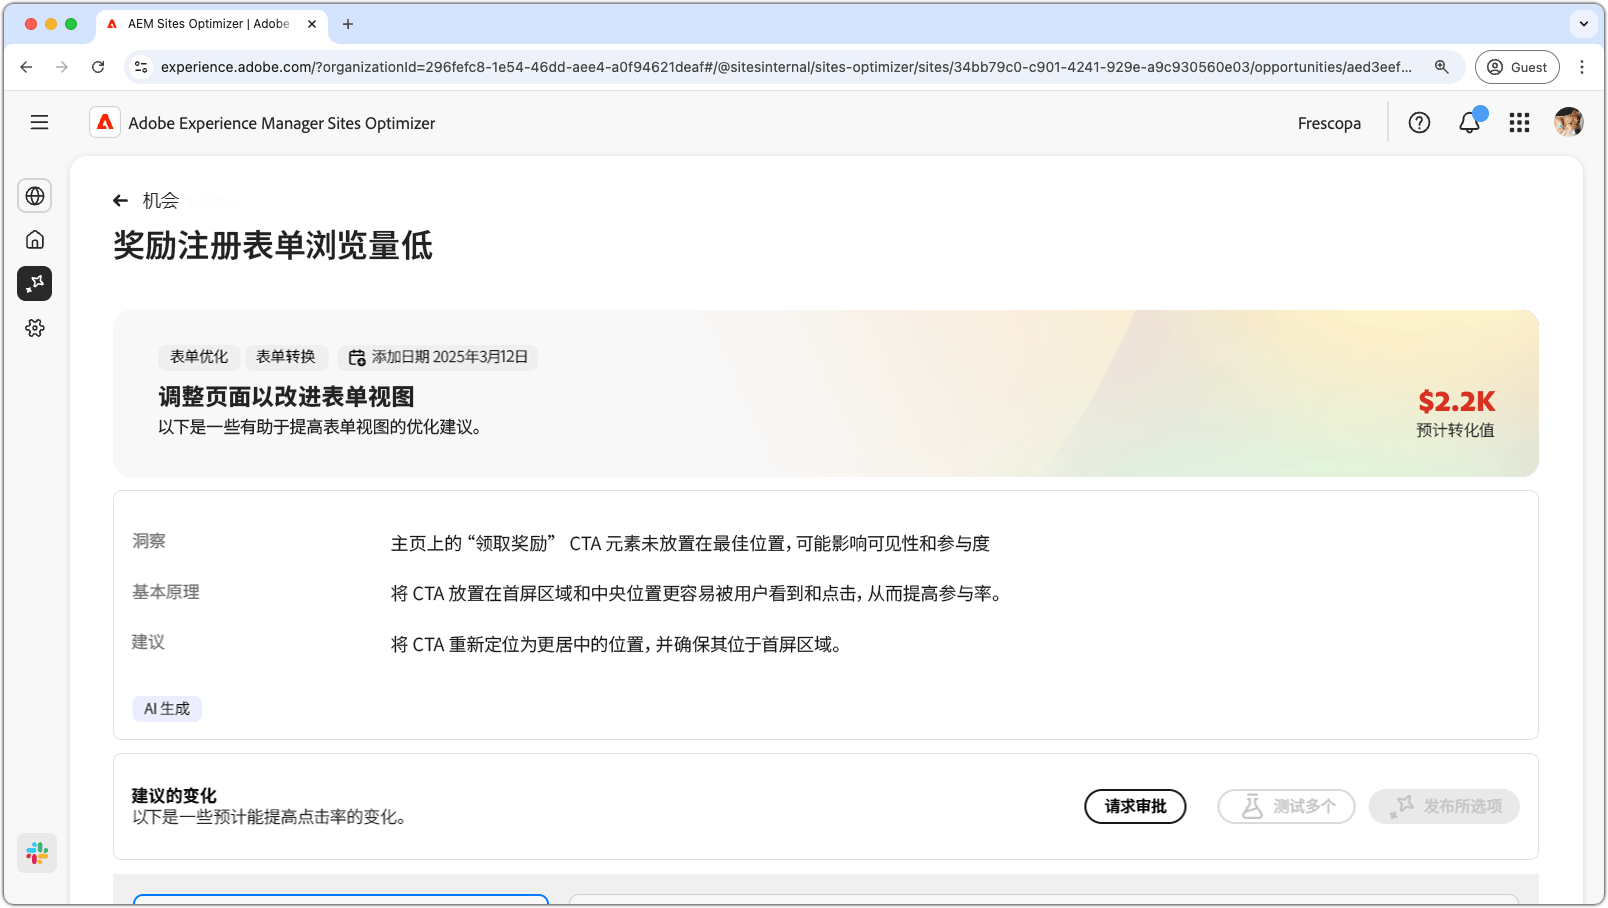 AEM Sites Optimizer | Adobe
experience.adobe.com/?organizationId=296fefc8-1e54-46dd-aee4-a0f94621deaf#/@sitesinternal/sites-optimizer/sites/34bb79c0-c901-4241-929e-a9c930560e03/opportunities/aed3eef...
Guest
Adobe Experience Manager Sites Optimizer
Frescopa
机会
奖励注册表单浏览量低
表单优化 表单转换 添加日期 2025年3月12日
调整页面以改进表单视图
以下是一些有助于提高表单视图的优化建议。
$2.2K
预计转化值
洞察 主页上的 “领取奖励” CTA 元素未放置在最佳位置，可能影响可见性和参与度
基本原理 将 CTA 放置在首屏区域和中央位置更容易被用户看到和点击，从而提高参与率。
建议 将 CTA 重新定位为更居中的位置，并确保其位于首屏区域。
AI 生成
建议的变化
以下是一些预计能提高点击率的变化。
请求审批 测试多个 发布所选项